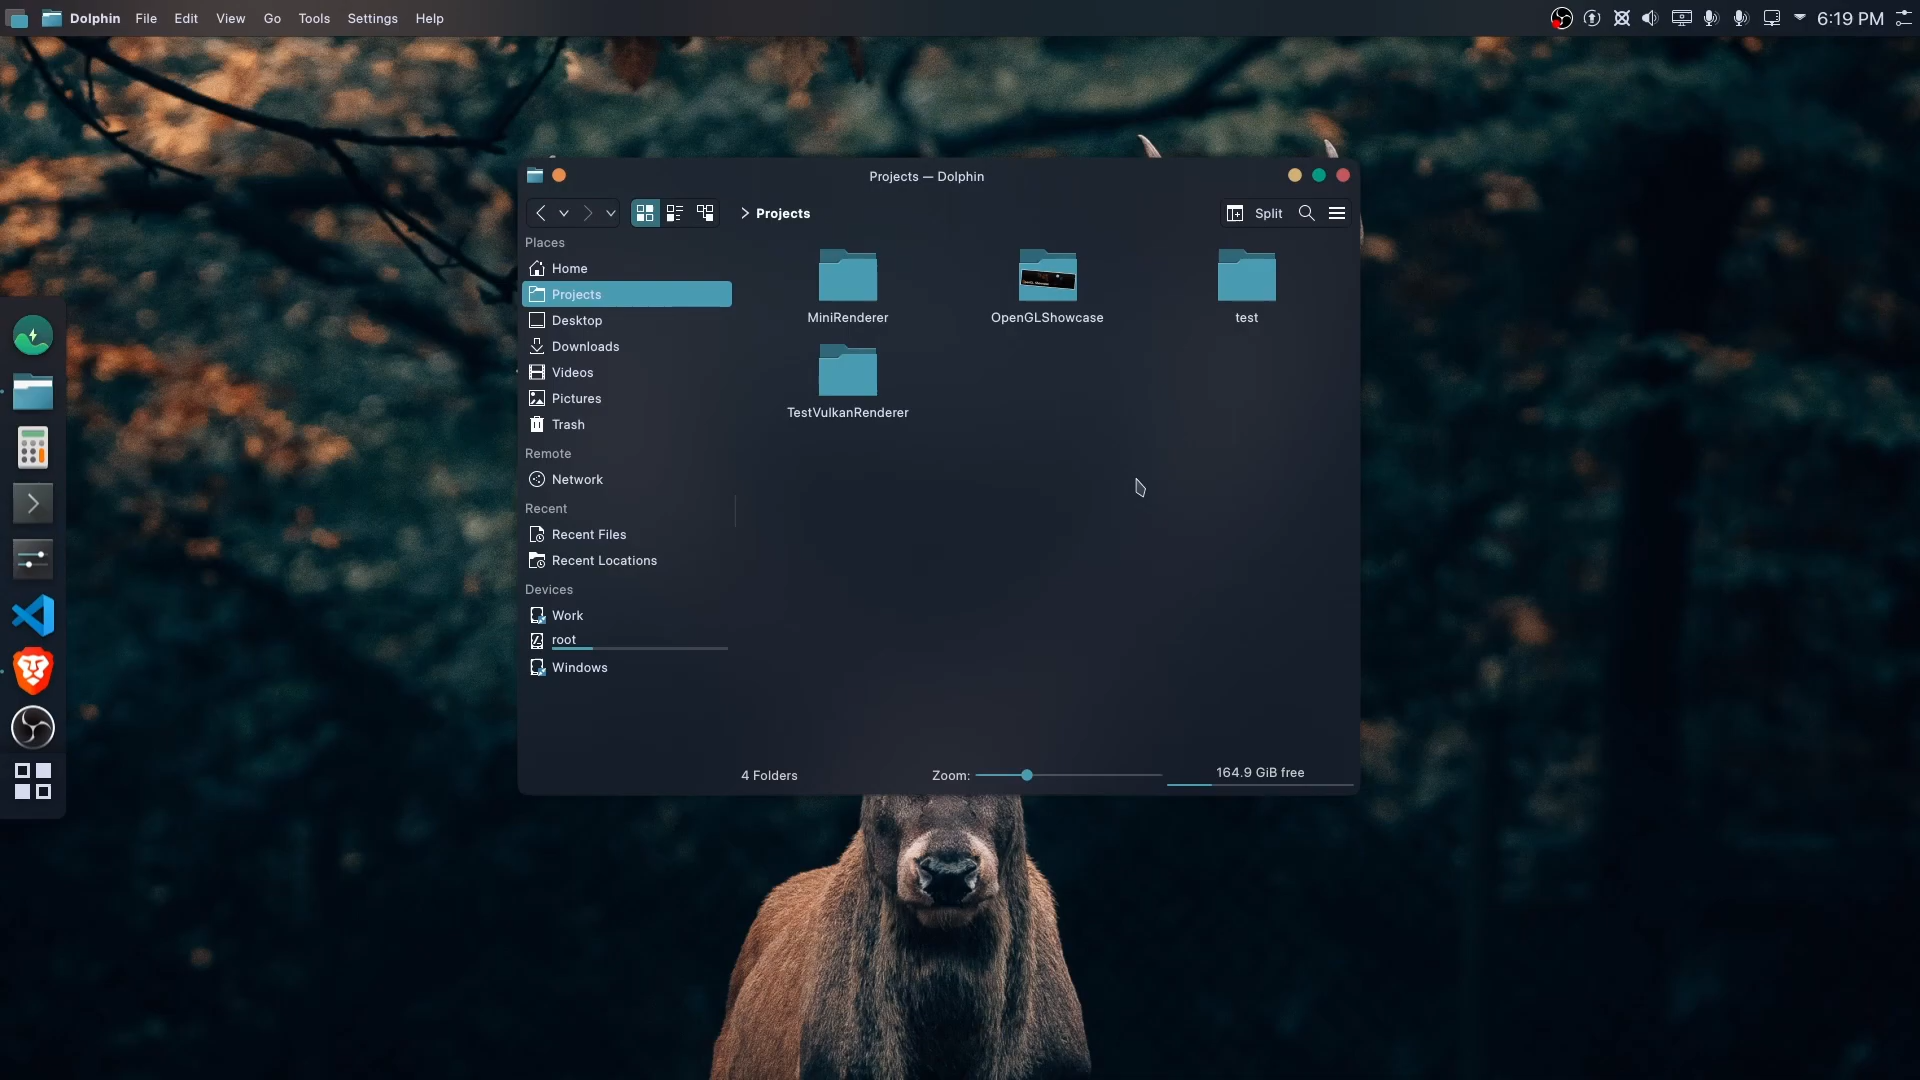 Dolphin File Edit View Go Tools Settings Help 6:19 PM
Projects — Dolphin
Projects Split
Places
Home
Projects
Desktop
Downloads
Videos
Pictures
Trash
Remote
Network
Recent
Recent Files
Recent Locations
Devices
Work
root
Windows
MiniRenderer OpenGLShowcase test
TestVulkanRenderer
4 Folders Zoom: 164.9 GiB free